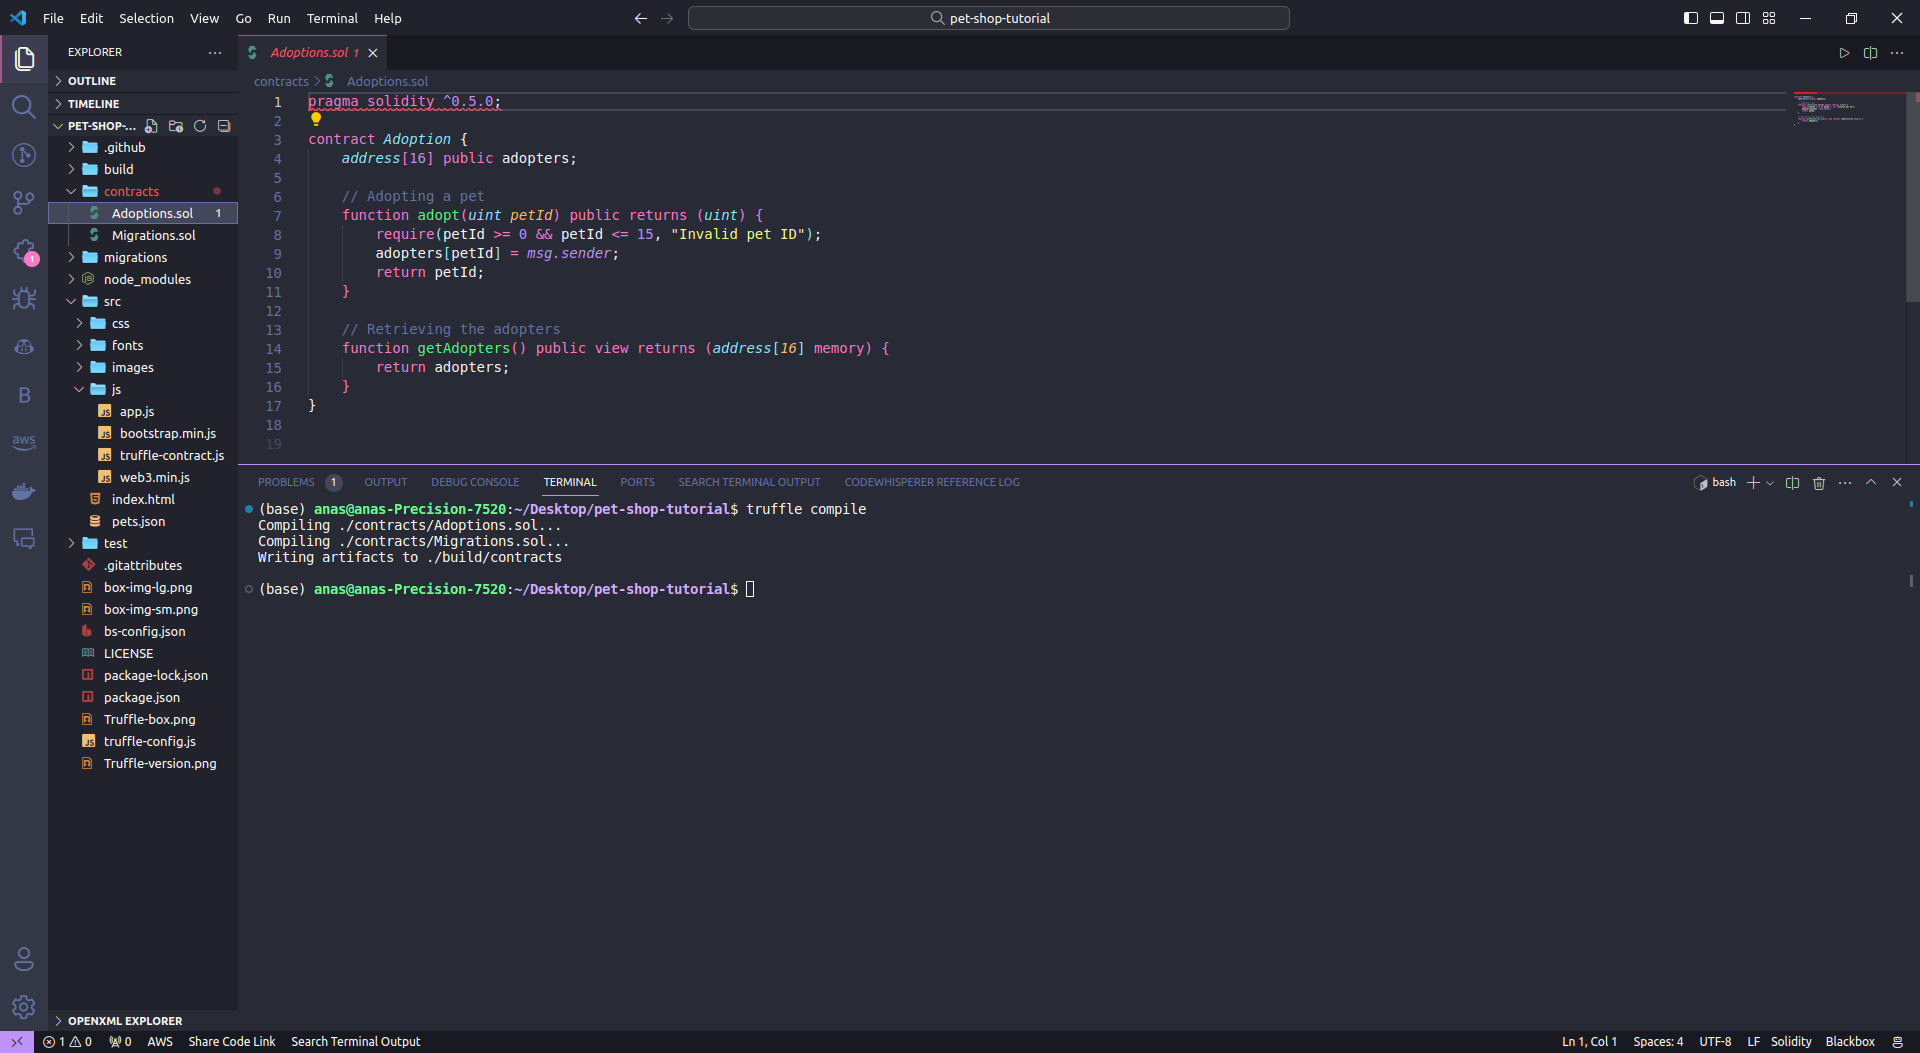 File Edit Selection View Go Run Terminal Help
pet-shop-tutorial
EXPLORER
OUTLINE
TIMELINE
PET-SHOP-...
.github
build
contracts
Adoptions.sol 1
Migrations.sol
migrations
node_modules
src
css
fonts
images
js
app.js
bootstrap.min.js
truffle-contract.js
web3.min.js
index.html
pets.json
test
.gitattributes
box-img-lg.png
box-img-sm.png
bs-config.json
LICENSE
package-lock.json
package.json
Truffle-box.png
truffle-config.js
Truffle-version.png
OPENXML EXPLORER
1
B
aws
Adoptions.sol 1
contracts > Adoptions.sol
1 pragma solidity ^0.5.0;
2
3 contract Adoption {
4 address[16] public adopters;
5
6 // Adopting a pet
7 function adopt(uint petId) public returns (uint) {
8 require(petId >= 0 && petId <= 15, "Invalid pet ID");
9 adopters[petId] = msg.sender;
10 return petId;
11 }
12
13 // Retrieving the adopters
14 function getAdopters() public view returns (address[16] memory) {
15 return adopters;
16 }
17 }
18
19
PROBLEMS 1 OUTPUT DEBUG CONSOLE TERMINAL PORTS SEARCH TERMINAL OUTPUT CODEWHISPERER REFERENCE LOG
bash
(base) anas@anas-Precision-7520:~/Desktop/pet-shop-tutorial$ truffle compile
Compiling ./contracts/Adoptions.sol...
Compiling ./contracts/Migrations.sol...
Writing artifacts to ./build/contracts
(base) anas@anas-Precision-7520:~/Desktop/pet-shop-tutorial$
1 0 0 AWS Share Code Link Search Terminal Output
Ln 1, Col 1 Spaces: 4 UTF-8 LF Solidity Blackbox